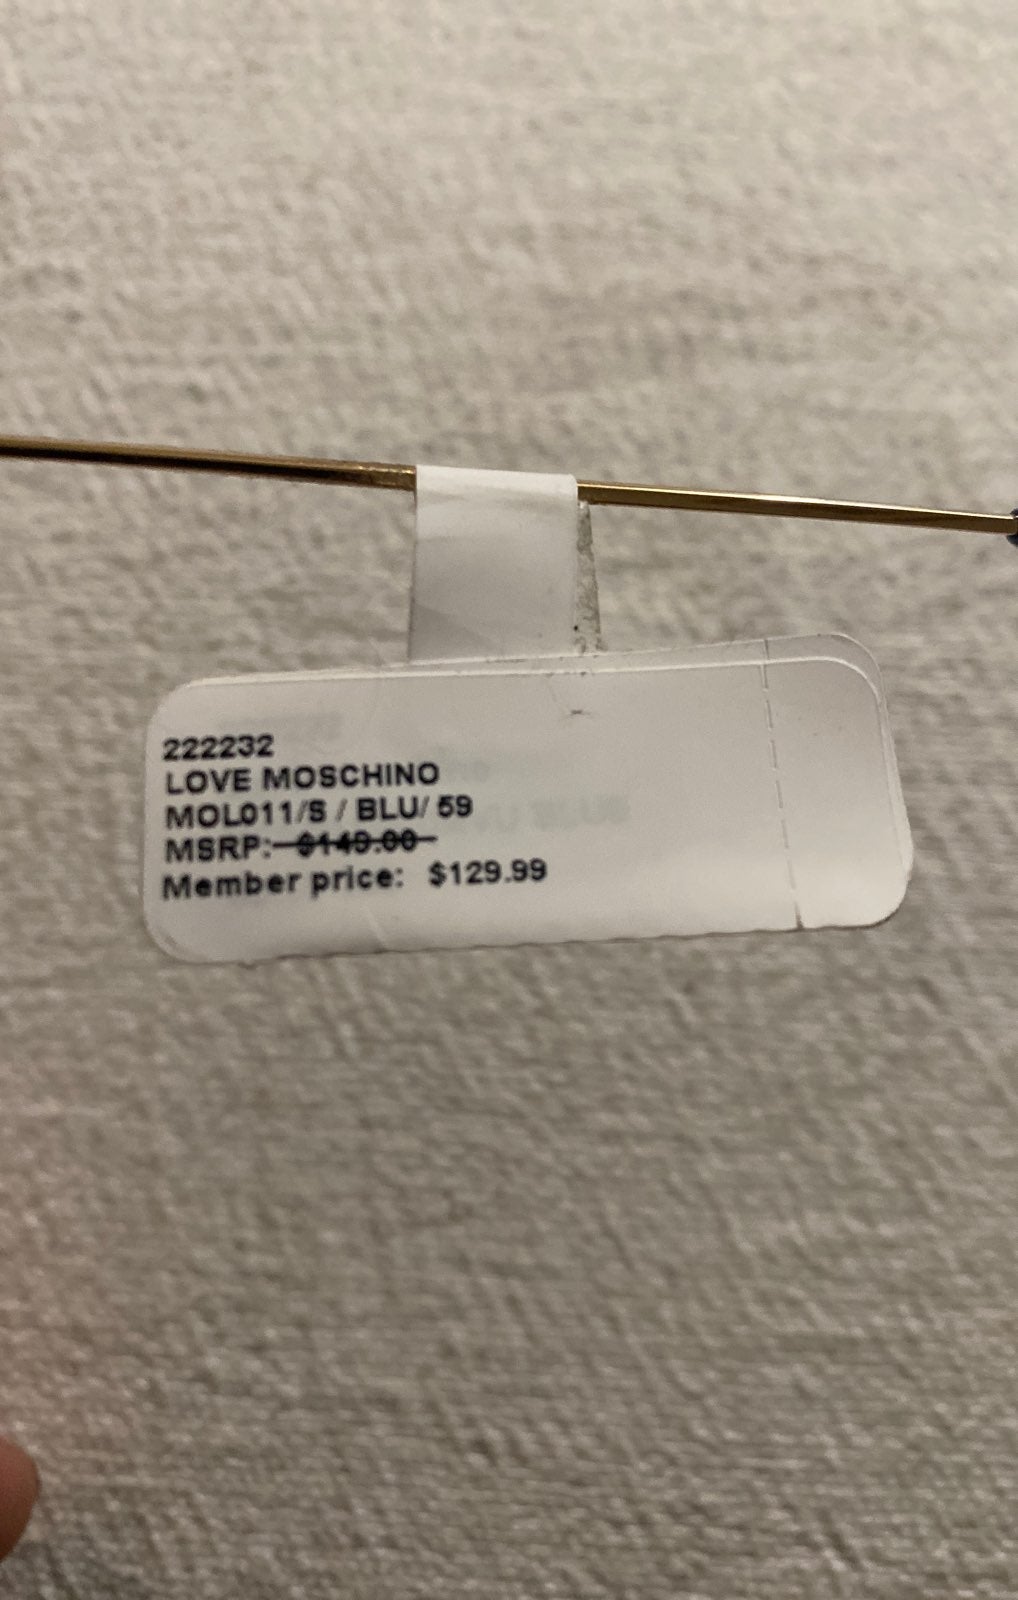 222232
LOVE MOSCHINO
MOL011/S / BLU/ 59
MSRP: $149.00
Member price: $129.99